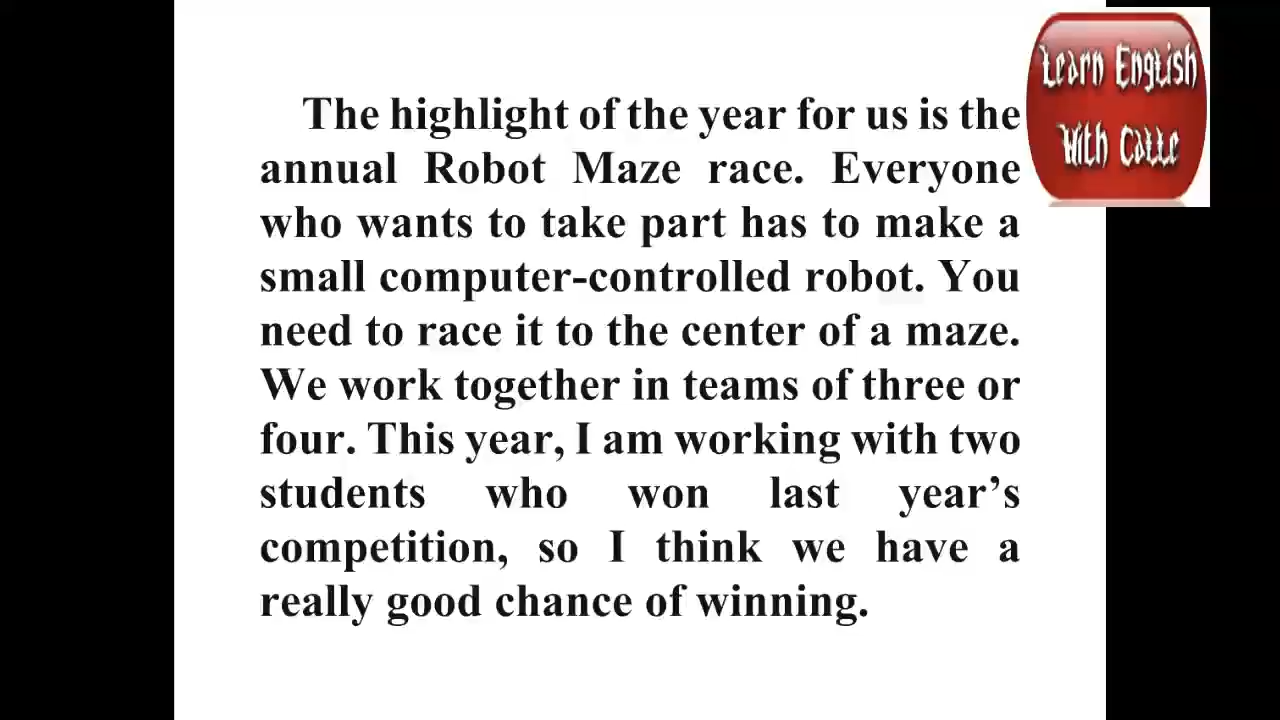 The highlight of the year for us is the
annual Robot Maze race. Everyone
who wants to take part has to make a
small computer-controlled robot. You
need to race it to the center of a maze.
We work together in teams of three or
four. This year, I am working with two
students who won last year’s
competition, so I think we have a
really good chance of winning.
Learn English
With Catte